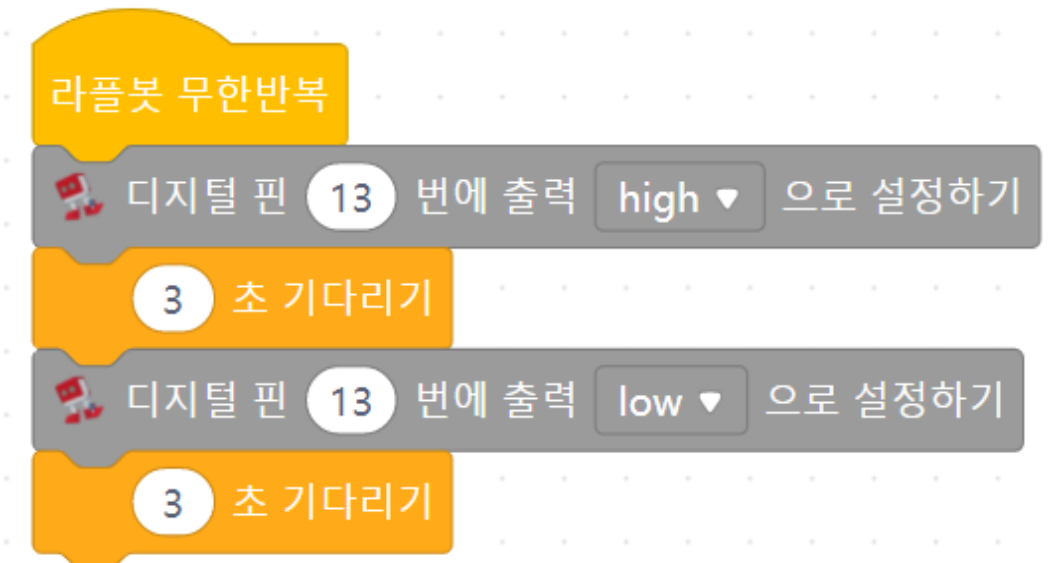 라플봇 무한반복
디지털 핀 13 번에 출력 high ▼ 으로 설정하기
3 초 기다리기
디지털 핀 13 번에 출력 low ▼ 으로 설정하기
3 초 기다리기